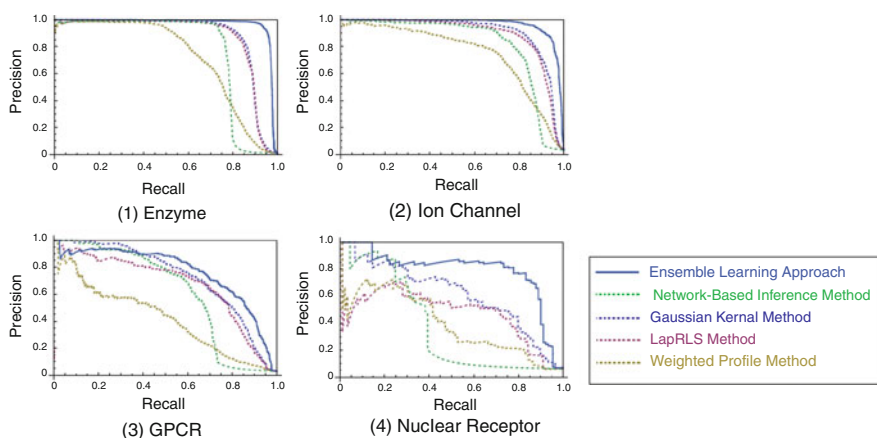 1.0 1.0
0.8 0.8
0.6 0.6
0.4 0.4
0.2 0.2
0 0
Precision Precision
0 0.2 0.4 0.6 0.8 1.0 0 0.2 0.4 0.6 0.8 1.0
Recall Recall
(1) Enzyme (2) Ion Channel
1.0 1.0
0.8 0.8
0.6 0.6
0.4 0.4
0.2 0.2
0 0
Precision Precision
0 0.2 0.4 0.6 0.8 1.0 0 0.2 0.4 0.6 0.8 1.0
Recall Recall
(3) GPCR (4) Nuclear Receptor
Ensemble Learning Approach
Network-Based Inference Method
Gaussian Kernal Method
LapRLS Method
Weighted Profile Method